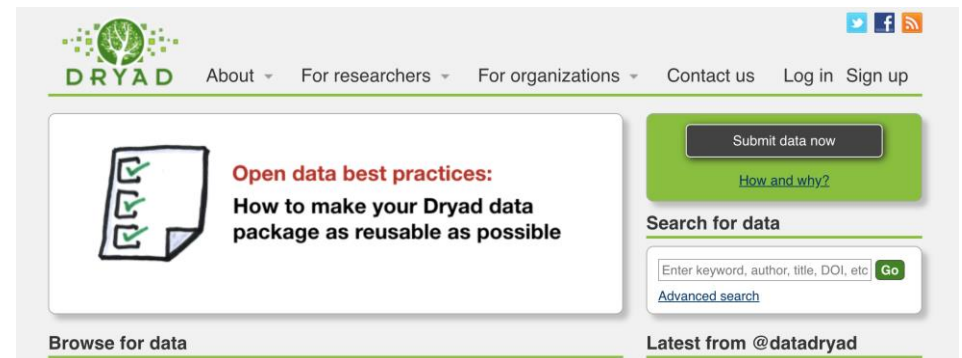 DRYAD
About
For researchers
For organizations
Contact us
Log in
Sign up
Open data best practices:
How to make your Dryad data
package as reusable as possible
Submit data now
How and why?
Search for data
Enter keyword, author, title, DOI, etc
Go
Advanced search
Browse for data
Latest from @datadryad